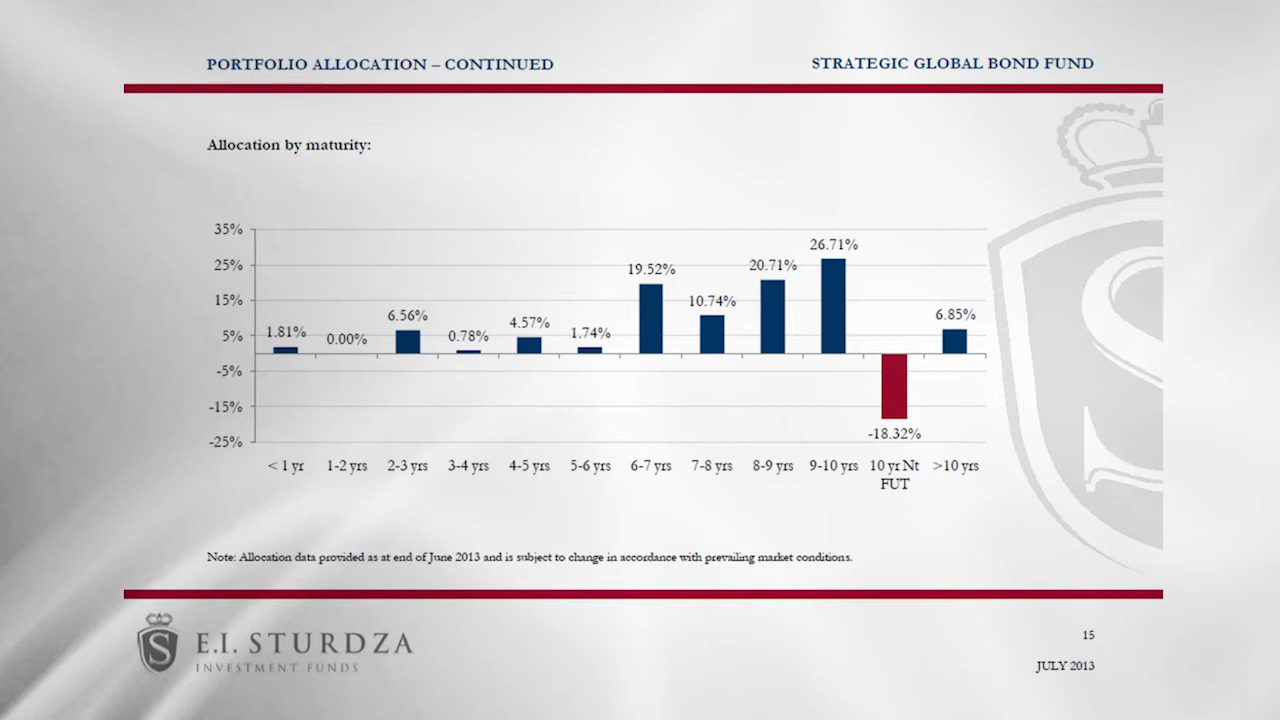 PORTFOLIO ALLOCATION – CONTINUED
STRATEGIC GLOBAL BOND FUND
Allocation by maturity:
35%
25%
15%
5%
-5%
-15%
-25%
1.81%
0.00%
6.56%
0.78%
4.57%
1.74%
19.52%
10.74%
20.71%
26.71%
-18.32%
6.85%
< 1 yr
1-2 yrs
2-3 yrs
3-4 yrs
4-5 yrs
5-6 yrs
6-7 yrs
7-8 yrs
8-9 yrs
9-10 yrs
10 yr Nt
FUT
>10 yrs
Note: Allocation data provided as at end of June 2013 and is subject to change in accordance with prevailing market conditions.
S
E.I. STURDZA
INVESTMENT FUNDS
15
JULY 2013